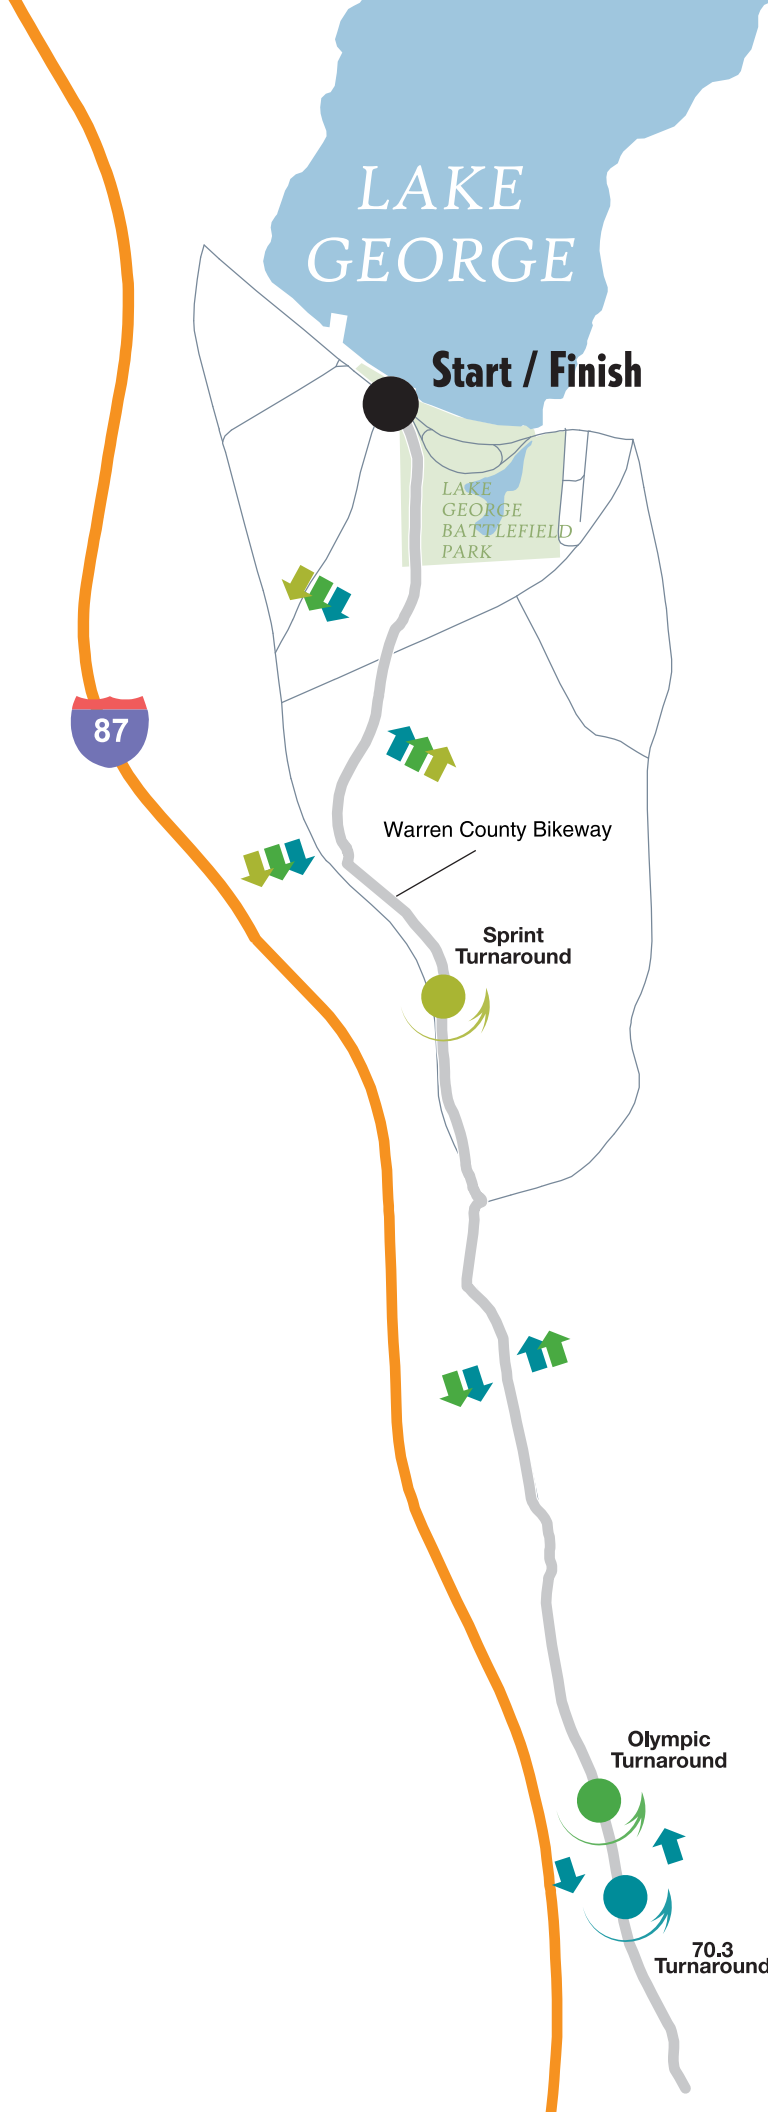 LAKE
GEORGE
Start / Finish
LAKE
GEORGE
BATTLEFIELD
PARK
87
Warren County Bikeway
Sprint
Turnaround
Olympic
Turnaround
70.3
Turnaround